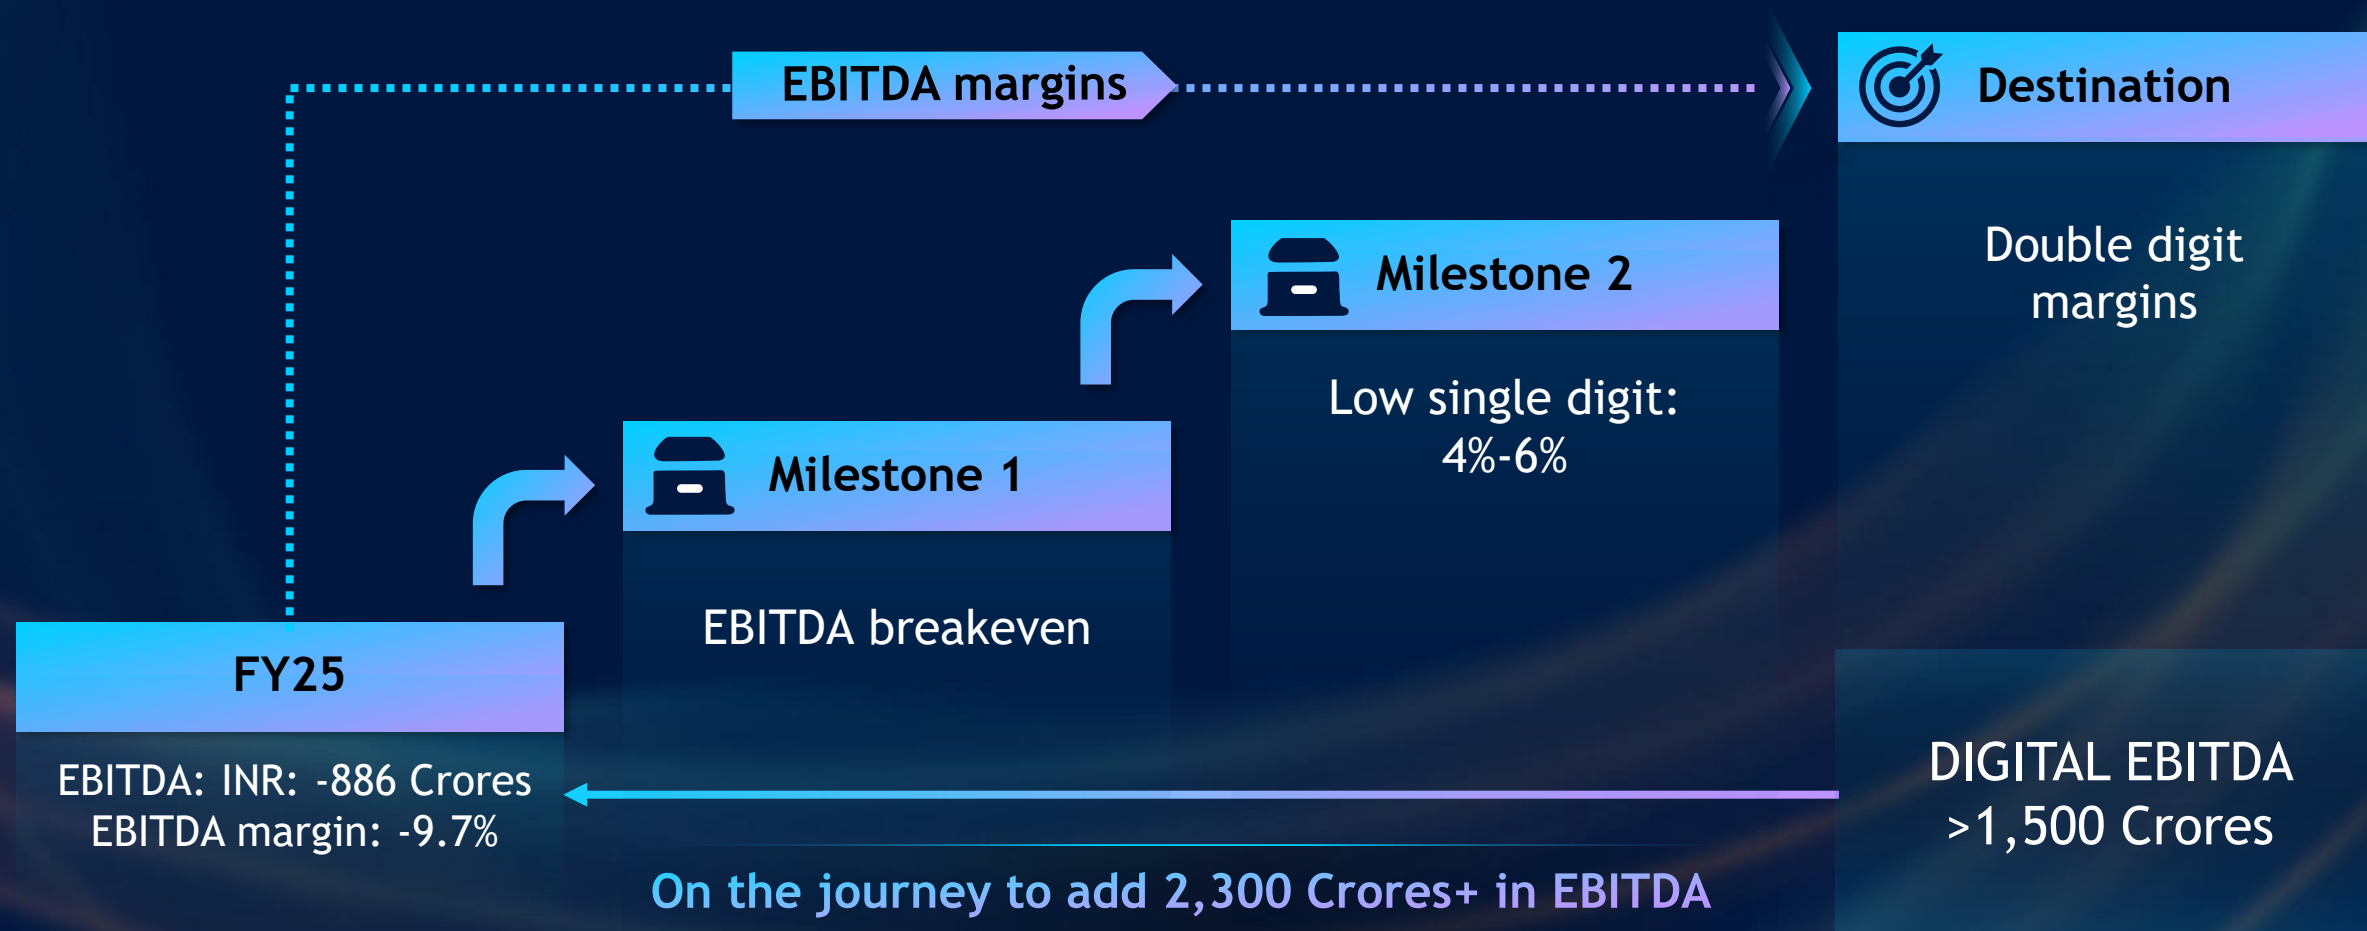 EBITDA margins
Destination
Double digit
margins
Milestone 2
Low single digit:
4%-6%
Milestone 1
EBITDA breakeven
FY25
EBITDA: INR: -886 Crores
EBITDA margin: -9.7%
DIGITAL EBITDA
>1,500 Crores
On the journey to add 2,300 Crores+ in EBITDA